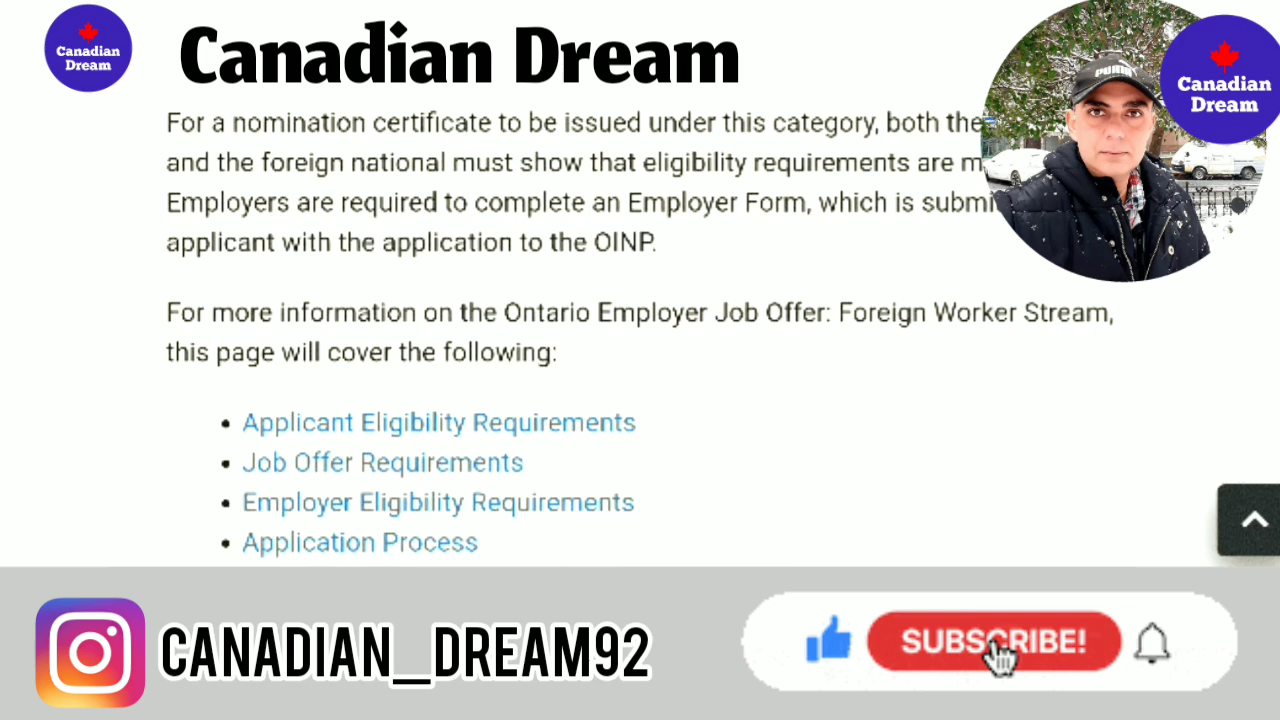 Canadian
Dream
Canadian Dream
PUMA
Canadian
Dream
For a nomination certificate to be issued under this category, both the
and the foreign national must show that eligibility requirements are m
Employers are required to complete an Employer Form, which is submi
applicant with the application to the OINP.
For more information on the Ontario Employer Job Offer: Foreign Worker Stream,
this page will cover the following:
• Applicant Eligibility Requirements
• Job Offer Requirements
• Employer Eligibility Requirements
• Application Process
CANADIAN_DREAM92
SUBSCRIBE!